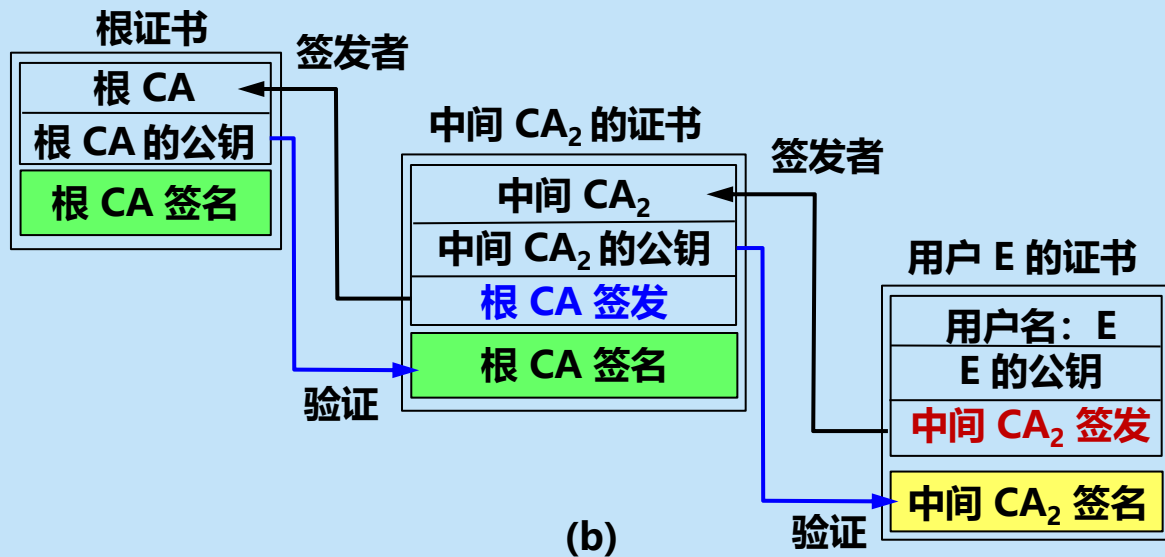 根证书
根 CA
根 CA 的公钥
根 CA 签名
签发者
验证
中间 CA₂ 的证书
中间 CA₂
中间 CA₂ 的公钥
根 CA 签发
根 CA 签名
签发者
验证
用户 E 的证书
用户名：E
E 的公钥
中间 CA₂ 签发
中间 CA₂ 签名
(b)